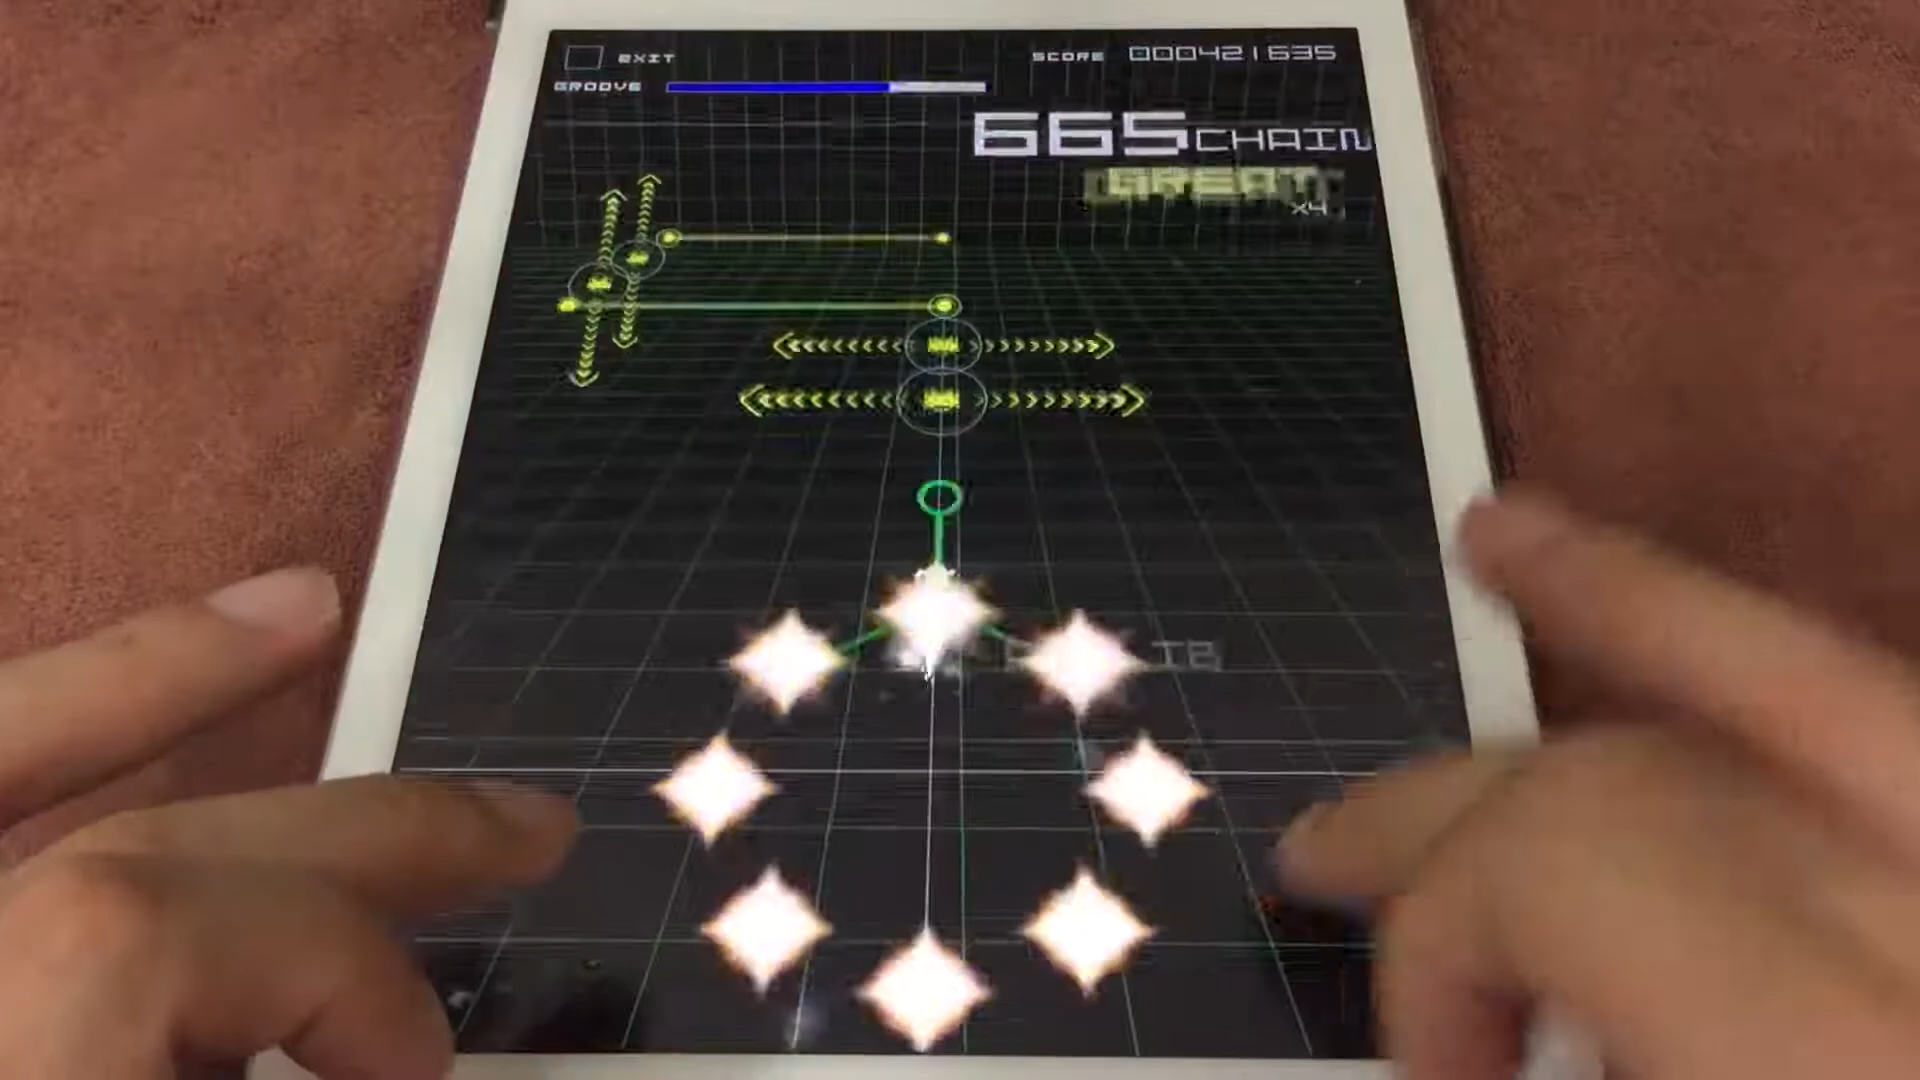 EXIT
SCORE 000421635
GROOVE
665CHAIN
GREAT
x4